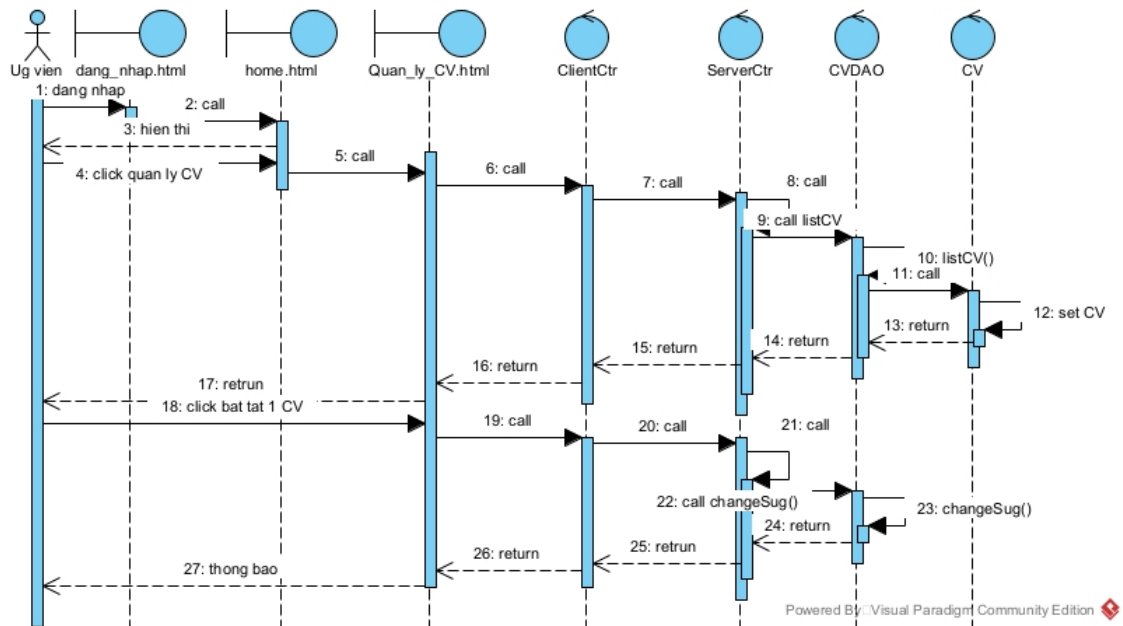 Ug vien
dang_nhap.html
home.html
Quan_ly_CV.html
ClientCtr
ServerCtr
CVDAO
CV
1: dang nhap
2: call
3: hien thi
4: click quan ly CV
5: call
6: call
7: call
8: call
9: call listCV
10: listCV()
11: call
12: set CV
13: return
14: return
15: return
16: return
17: retrun
18: click bat tat 1 CV
19: call
20: call
21: call
22: call changeSug()
23: changeSug()
24: return
25: retrun
26: return
27: thong bao
Powered By Visual Paradigm Community Edition